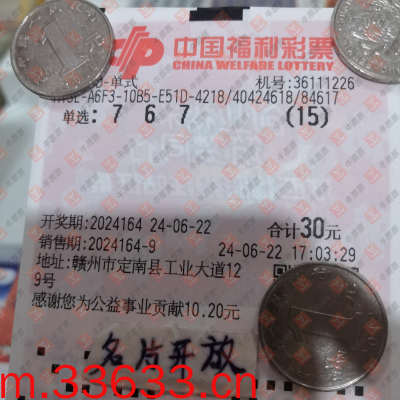 中国福利彩票
CHINA WELFARE LOTTERY
-单式 机号:36111226
-A6F3-10B5-E51D-4218/40424618/84617
单选: 7 6 7 (15)
开奖期:2024164 24-06-22 合计30元
销售期:2024164-9 24-06-22 17:03:29
地址:赣州市定南县工业大道12
9号
感谢您为公益事业贡献10.20元
名片开放
m.33633.cn